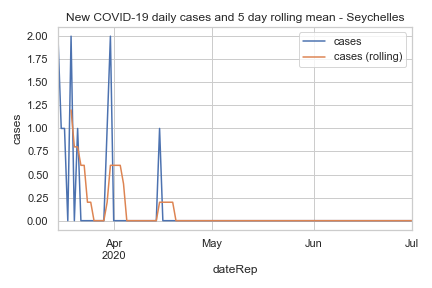 New COVID-19 daily cases and 5 day rolling mean - Seychelles
cases
cases (rolling)
2.00
1.75
1.50
1.25
1.00
0.75
0.50
0.25
0.00
cases
Apr
2020
May
Jun
Jul
dateRep